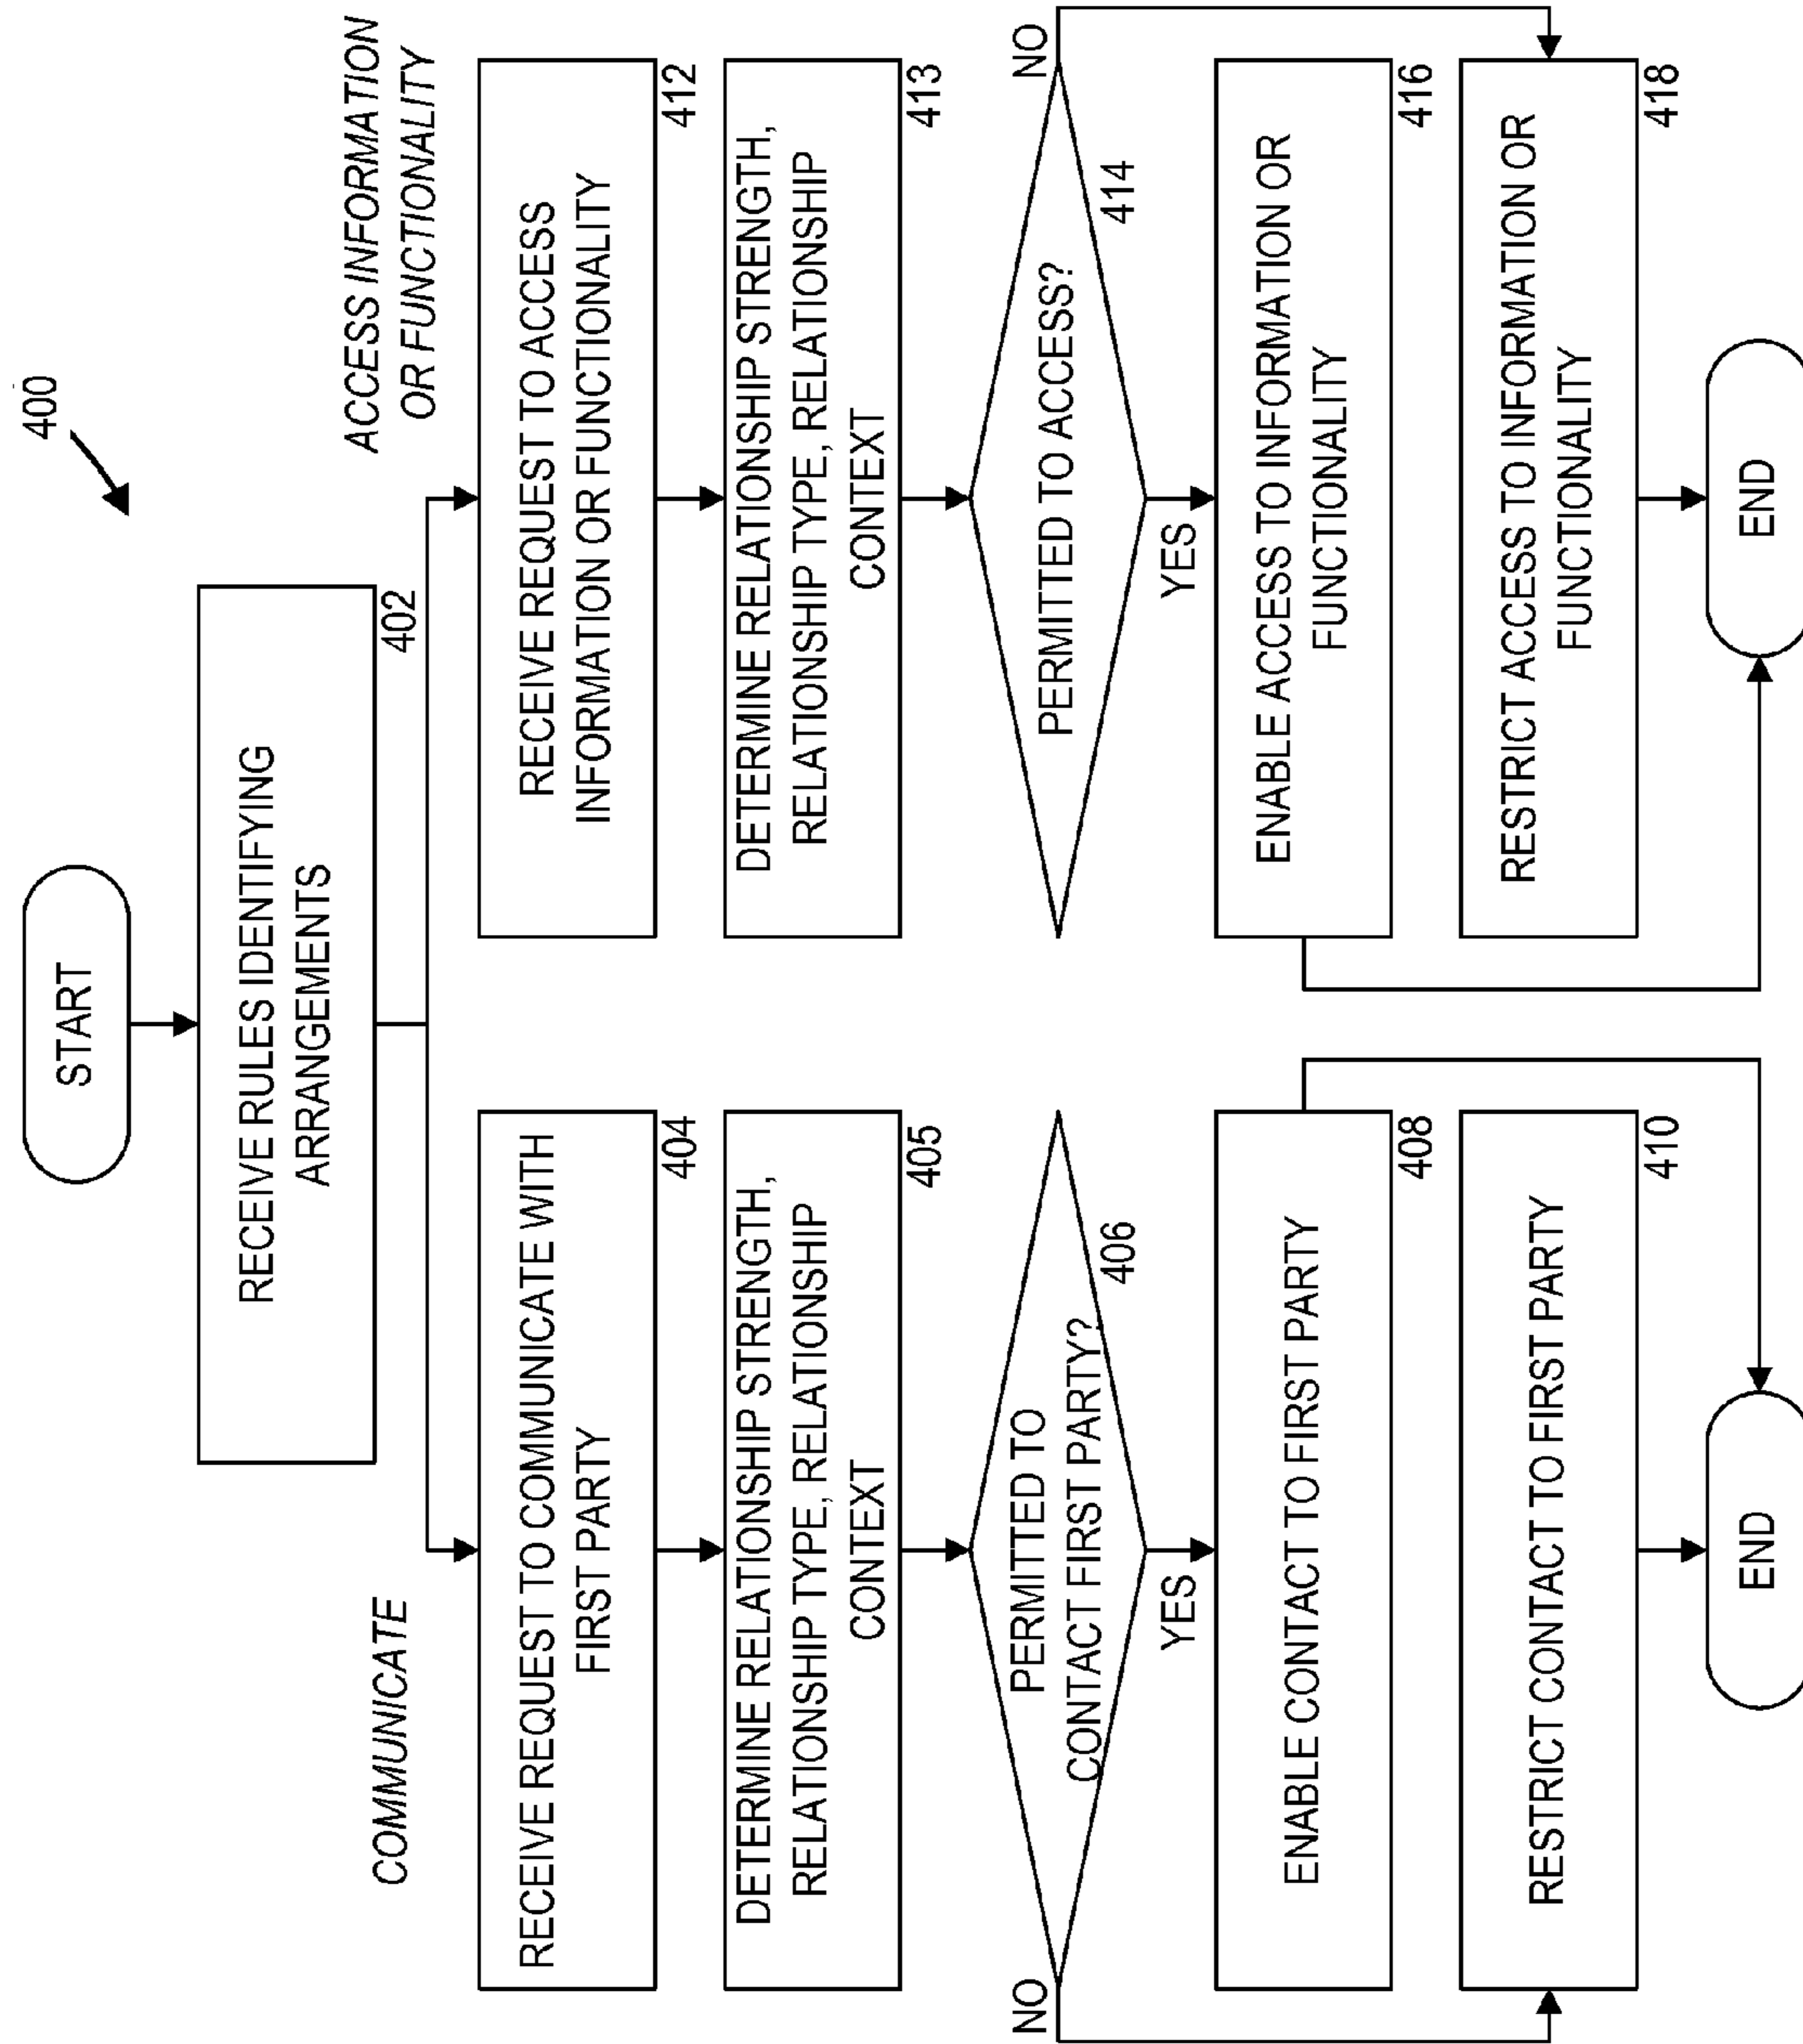 400
START
RECEIVE RULES IDENTIFYING
ARRANGEMENTS
402
COMMUNICATE
RECEIVE REQUEST TO COMMUNICATE WITH
FIRST PARTY
404
DETERMINE RELATIONSHIP STRENGTH,
RELATIONSHIP TYPE, RELATIONSHIP
CONTEXT
405
PERMITTED TO
CONTACT FIRST PARTY?
406
NO
YES
ENABLE CONTACT TO FIRST PARTY
408
RESTRICT CONTACT TO FIRST PARTY
410
END
ACCESS INFORMATION
OR FUNCTIONALITY
RECEIVE REQUEST TO ACCESS
INFORMATION OR FUNCTIONALITY
412
DETERMINE RELATIONSHIP STRENGTH,
RELATIONSHIP TYPE, RELATIONSHIP
CONTEXT
413
PERMITTED TO ACCESS?
414
NO
YES
ENABLE ACCESS TO INFORMATION OR
FUNCTIONALITY
416
RESTRICT ACCESS TO INFORMATION OR
FUNCTIONALITY
418
END